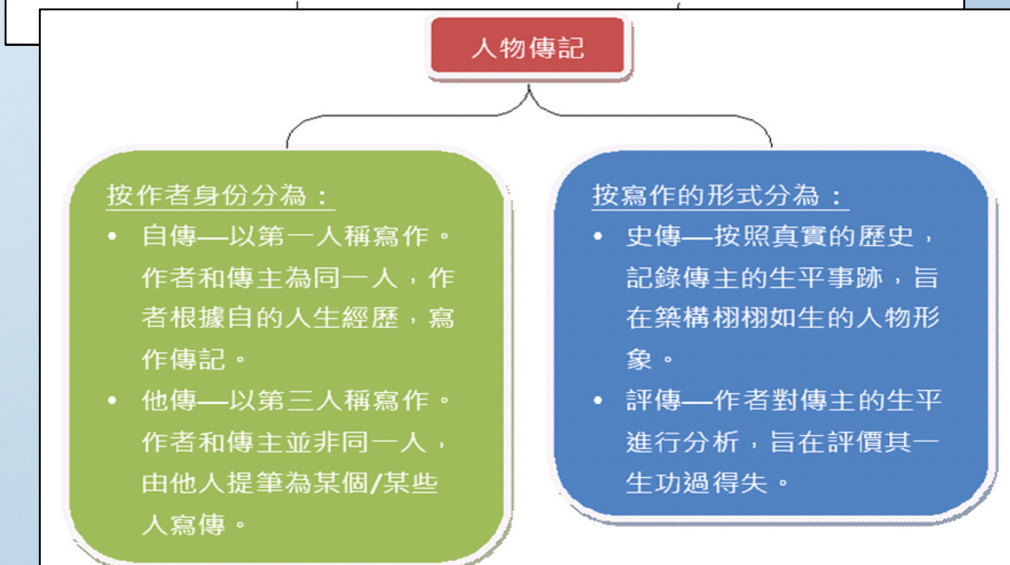 人物傳記
按作者身份分為：
• 自傳—以第一人稱寫作。
作者和傳主為同一人，作
者根據自的人生經歷，寫
作傳記。
• 他傳—以第三人稱寫作。
作者和傳主並非同一人，
由他人提筆為某個/某些
人寫傳。
按寫作的形式分為：
• 史傳—按照真實的歷史，
記錄傳主的生平事跡，旨
在築構栩栩如生的人物形
象。
• 評傳—作者對傳主的生平
進行分析，旨在評價其一
生功過得失。